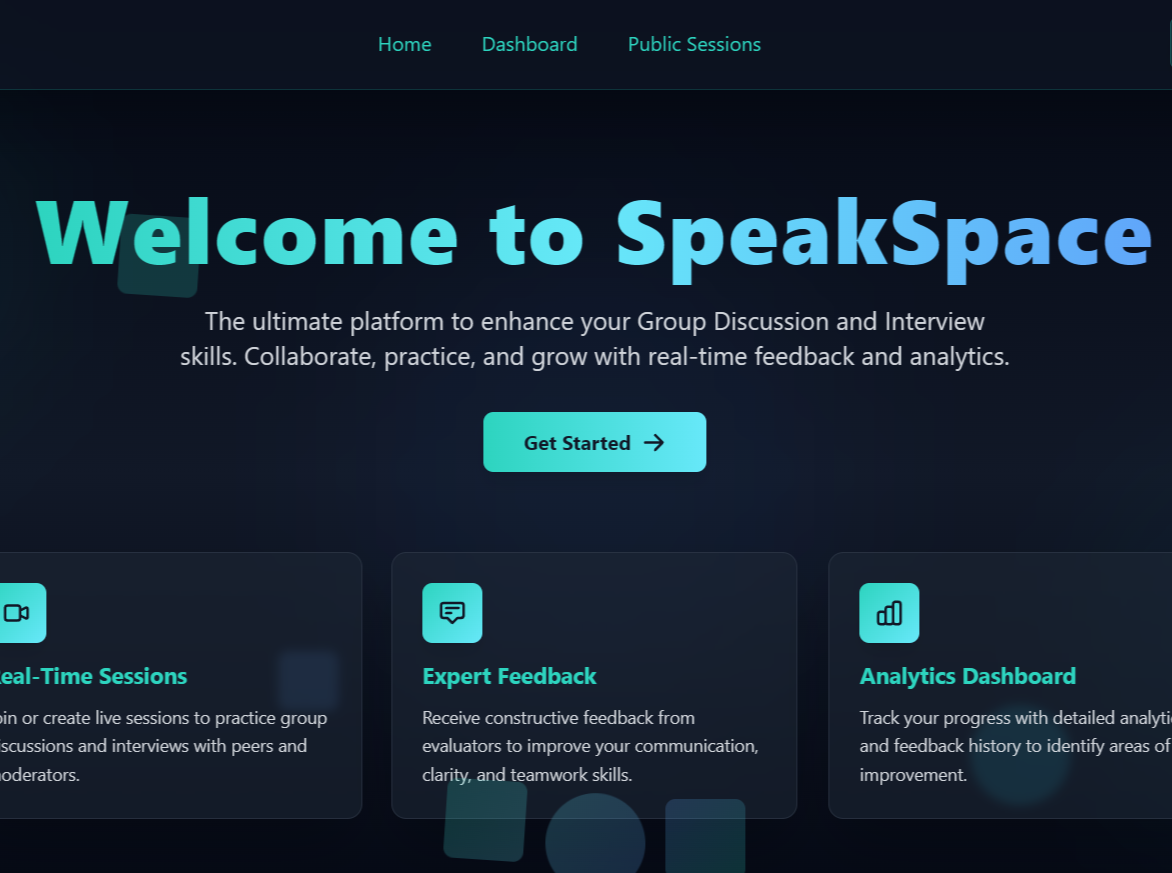 Home Dashboard Public Sessions
Welcome to SpeakSpace
The ultimate platform to enhance your Group Discussion and Interview
skills. Collaborate, practice, and grow with real-time feedback and analytics.
Get Started
eal-Time Sessions
oin or create live sessions to practice group
iscussions and interviews with peers and
oderators.
Expert Feedback
Receive constructive feedback from
evaluators to improve your communication,
clarity, and teamwork skills.
Analytics Dashboard
Track your progress with detailed analyti
and feedback history to identify areas of
improvement.